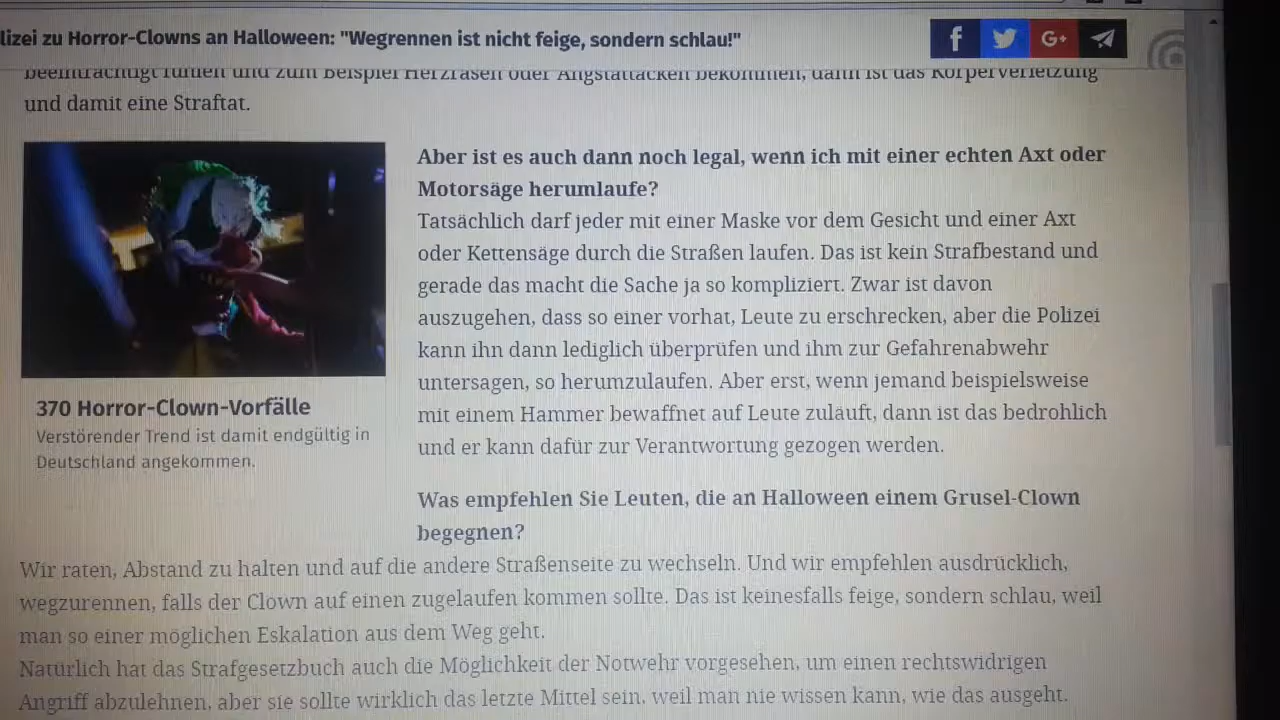 lizei zu Horror-Clowns an Halloween: "Wegrennen ist nicht feige, sondern schlau!"
f
G+
beeinträchtigt fühlen und zum Beispiel Herzrasen oder Angstattacken bekommen, dann ist das Körperverletzung
und damit eine Straftat.
370 Horror-Clown-Vorfälle
Verstörender Trend ist damit endgültig in
Deutschland angekommen.
Aber ist es auch dann noch legal, wenn ich mit einer echten Axt oder
Motorsäge herumlaufe?
Tatsächlich darf jeder mit einer Maske vor dem Gesicht und einer Axt
oder Kettensäge durch die Straßen laufen. Das ist kein Strafbestand und
gerade das macht die Sache ja so kompliziert. Zwar ist davon
auszugehen, dass so einer vorhat, Leute zu erschrecken, aber die Polizei
kann ihn dann lediglich überprüfen und ihm zur Gefahrenabwehr
untersagen, so herumzulaufen. Aber erst, wenn jemand beispielsweise
mit einem Hammer bewaffnet auf Leute zuläuft, dann ist das bedrohlich
und er kann dafür zur Verantwortung gezogen werden.
Was empfehlen Sie Leuten, die an Halloween einem Grusel-Clown
begegnen?
Wir raten, Abstand zu halten und auf die andere Straßenseite zu wechseln. Und wir empfehlen ausdrücklich,
wegzurennen, falls der Clown auf einen zugelaufen kommen sollte. Das ist keinesfalls feige, sondern schlau, weil
man so einer möglichen Eskalation aus dem Weg geht.
Natürlich hat das Strafgesetzbuch auch die Möglichkeit der Notwehr vorgesehen, um einen rechtswidrigen
Angriff abzulehnen, aber sie sollte wirklich das letzte Mittel sein, weil man nie wissen kann, wie das ausgeht.